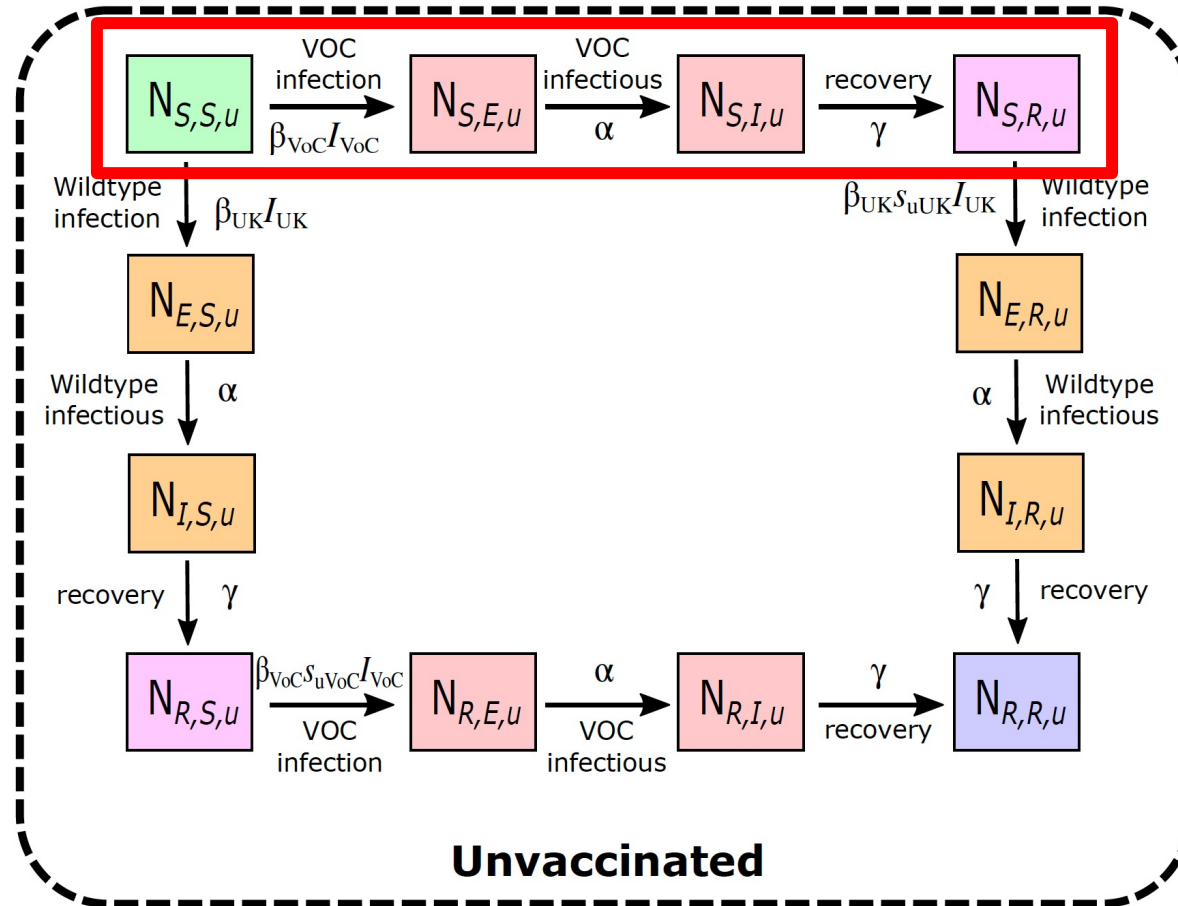 VOC
infection
VOC
infectious
recovery
N_{S,S,u}
N_{S,E,u}
N_{S,I,u}
N_{S,R,u}
β_{VoC}I_{VoC}
α
γ
Wildtype
infection
β_{UK}I_{UK}
β_{UK}s_{uUK}I_{UK}
Wildtype
infection
N_{E,S,u}
N_{E,R,u}
Wildtype
infectious
α
α
Wildtype
infectious
N_{I,S,u}
N_{I,R,u}
recovery
γ
γ
recovery
N_{R,S,u}
β_{VoC}s_{uVoC}I_{VoC}
VOC
infection
N_{R,E,u}
α
VOC
infectious
N_{R,I,u}
γ
recovery
N_{R,R,u}
Unvaccinated